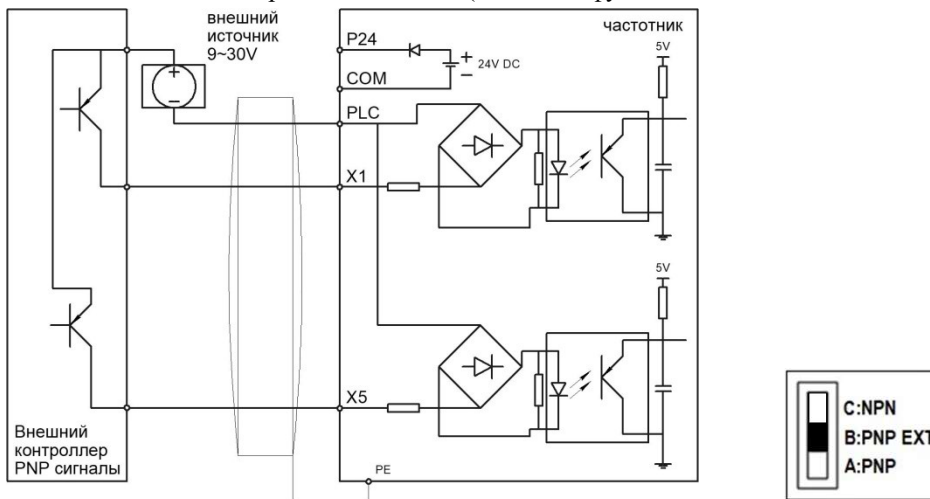 внешний
источник
9~30V
частотник
P24
24V DC
COM
PLC
X1
5V
5V
X5
Внешний
контроллер
PNP сигналы
PE
C:NPN
B:PNP EXT
A:PNP